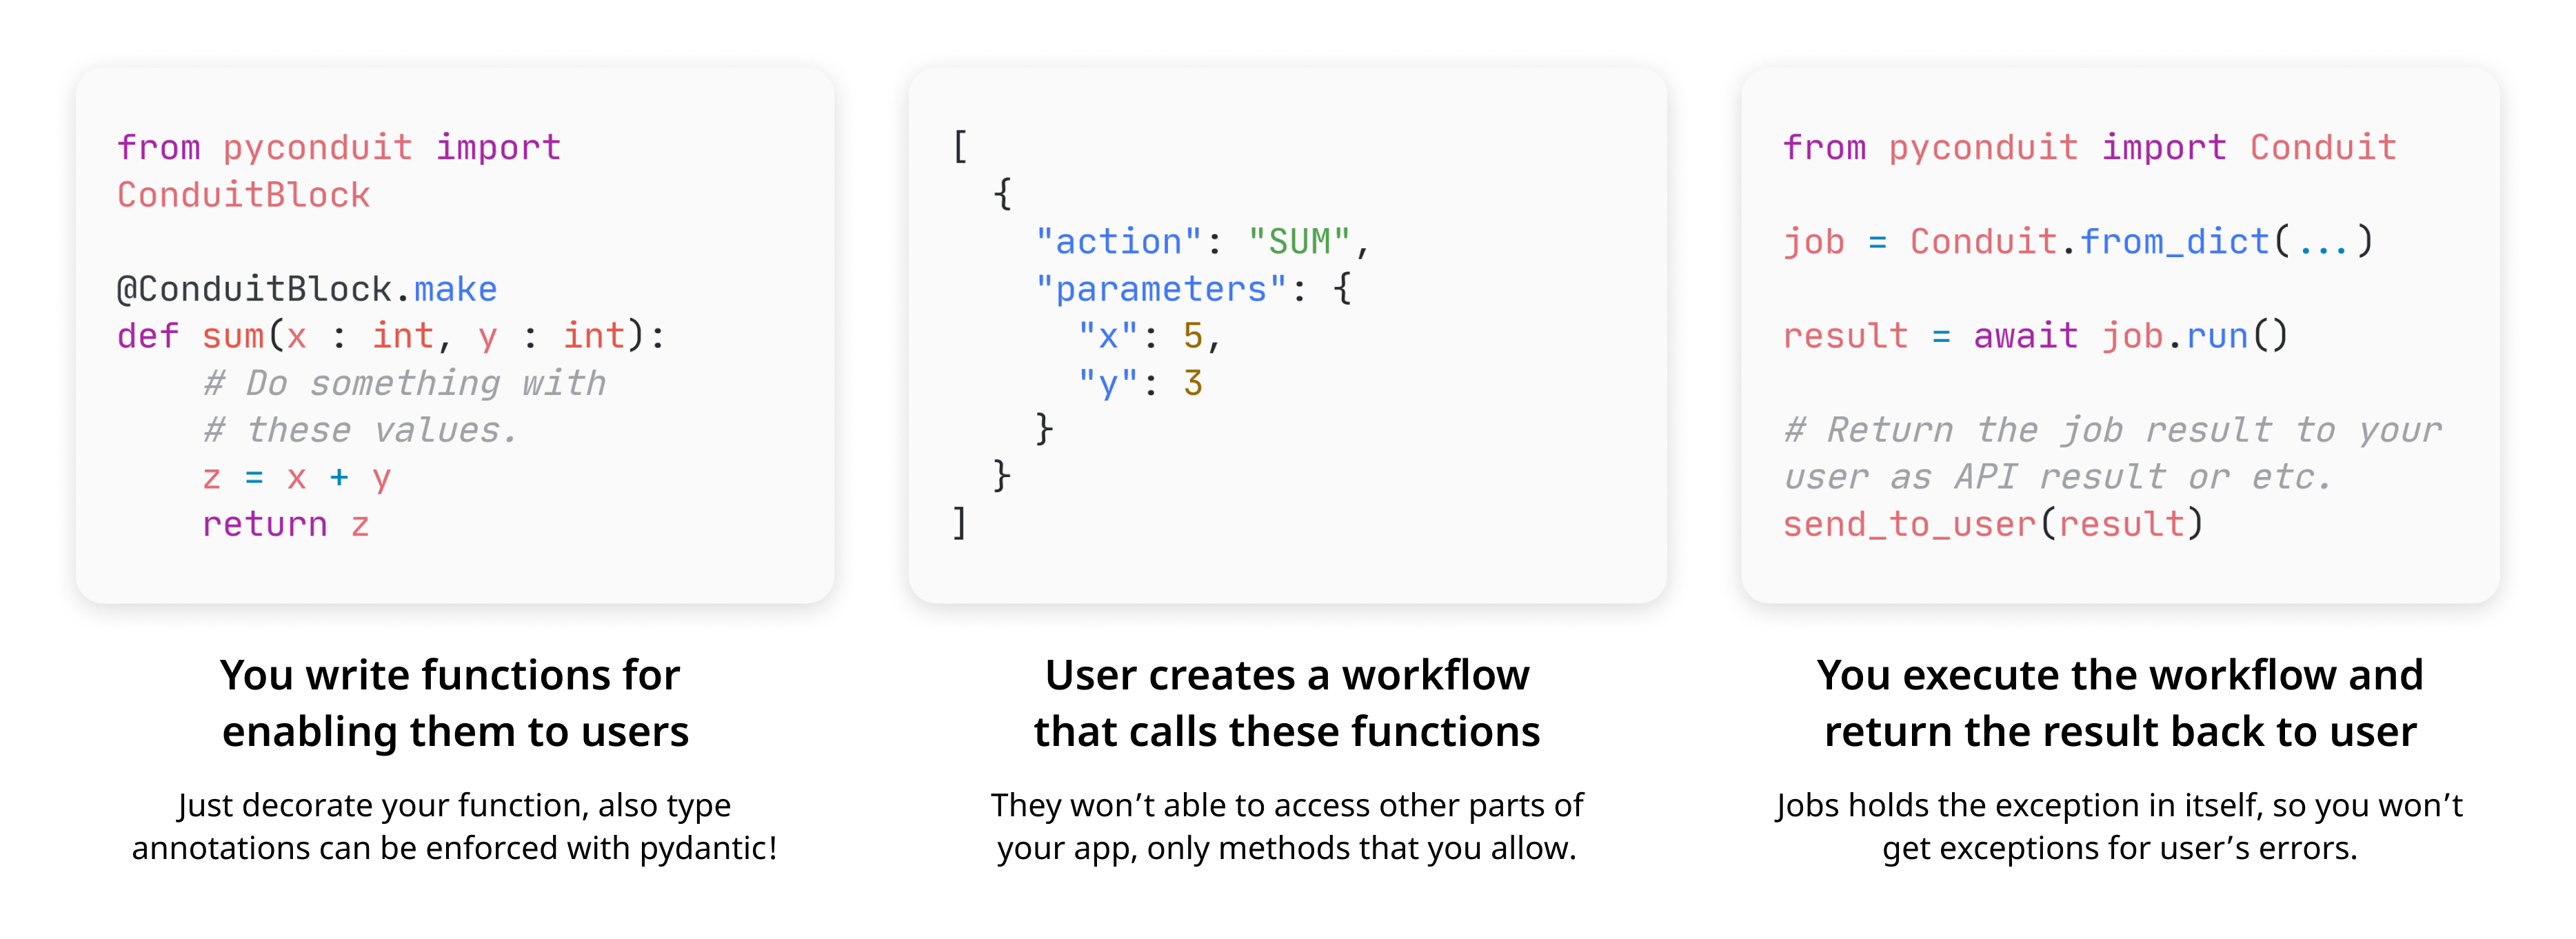 from pyconduit import
ConduitBlock
@ConduitBlock.make
def sum(x : int, y : int):
# Do something with
# these values.
z = x + y
return z
You write functions for
enabling them to users
Just decorate your function, also type
annotations can be enforced with pydantic!
[
{
"action": "SUM",
"parameters": {
"x": 5,
"y": 3
}
}
]
User creates a workflow
that calls these functions
They won’t able to access other parts of
your app, only methods that you allow.
from pyconduit import Conduit
job = Conduit.from_dict(...)
result = await job.run()
# Return the job result to your
user as API result or etc.
send_to_user(result)
You execute the workflow and
return the result back to user
Jobs holds the exception in itself, so you won’t
get exceptions for user’s errors.